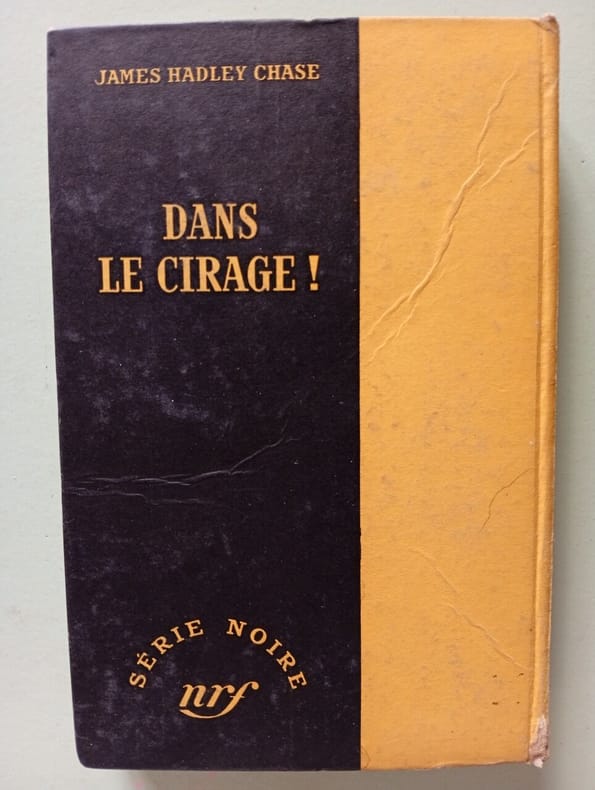 JAMES HADLEY CHASE
DANS
LE CIRAGE !
SÉRIE NOIRE
nrf